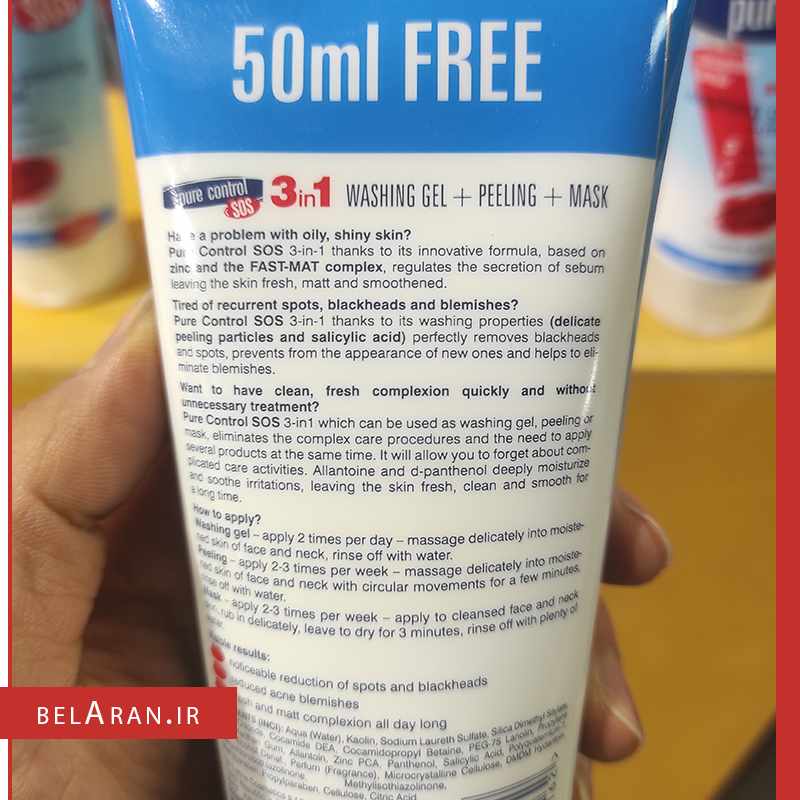 50ml FREE
pure control SOS 3in1 WASHING GEL + PEELING + MASK
Have a problem with oily, shiny skin?
Pure Control SOS 3-in-1 thanks to its innovative formula, based on
zinc and the FAST-MAT complex, regulates the secretion of sebum
leaving the skin fresh, matt and smoothened.
Tired of recurrent spots, blackheads and blemishes?
Pure Control SOS 3-in-1 thanks to its washing properties (delicate
peeling particles and salicylic acid) perfectly removes blackheads
and spots, prevents from the appearance of new ones and helps to eli-
minate blemishes.
Want to have clean, fresh complexion quickly and without
unnecessary treatment?
Pure Control SOS 3-in1 which can be used as washing gel, peeling or
mask, eliminates the complex care procedures and the need to apply
several products at the same time. It will allow you to forget about com-
plicated care activities. Allantoine and d-panthenol deeply moisturize
and soothe irritations, leaving the skin fresh, clean and smooth for
a long time.
How to apply?
Washing gel – apply 2 times per day – massage delicately into moiste-
ned skin of face and neck, rinse off with water.
Peeling – apply 2-3 times per week – massage delicately into moiste-
ned skin of face and neck with circular movements for a few minutes,
rinse off with water.
Mask – apply 2-3 times per week – apply to cleansed face and neck
skin, rub in delicately, leave to dry for 3 minutes, rinse off with plenty of
water.
results:
noticeable reduction of spots and blackheads
reduced acne blemishes
fresh and matt complexion all day long
(INCI): Aqua (Water), Kaolin, Sodium Laureth Sulfate, Silica Dimethyl Silylate,
Cocamide DEA, Cocamidopropyl Betaine, PEG-75 Lanolin, Propylene
Gum, Allantoin, Zinc PCA, Panthenol, Salicylic Acid,
Parfum (Fragrance), Microcrystalline Cellulose, DMDM Hydantoin,
Methylisothiazolinone,
Propylparaben, Cellulose, Citric Acid
BELARAN.IR